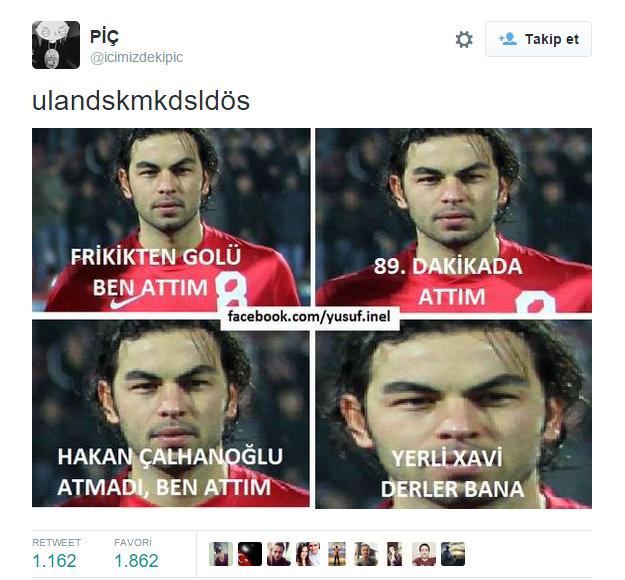 PİÇ
@icimizdekipic
Takip et
ulandskmkdsldös
FRİKİKTEN GOLÜ
BEN ATTIM
8
89. DAKİKADA
ATTIM
facebook.com/yusuf.inel
HAKAN ÇALHANOĞLU
ATMADI, BEN ATTIM
YERLİ XAVİ
DERLER BANA
RETWEET
FAVORİ
1.162
1.862